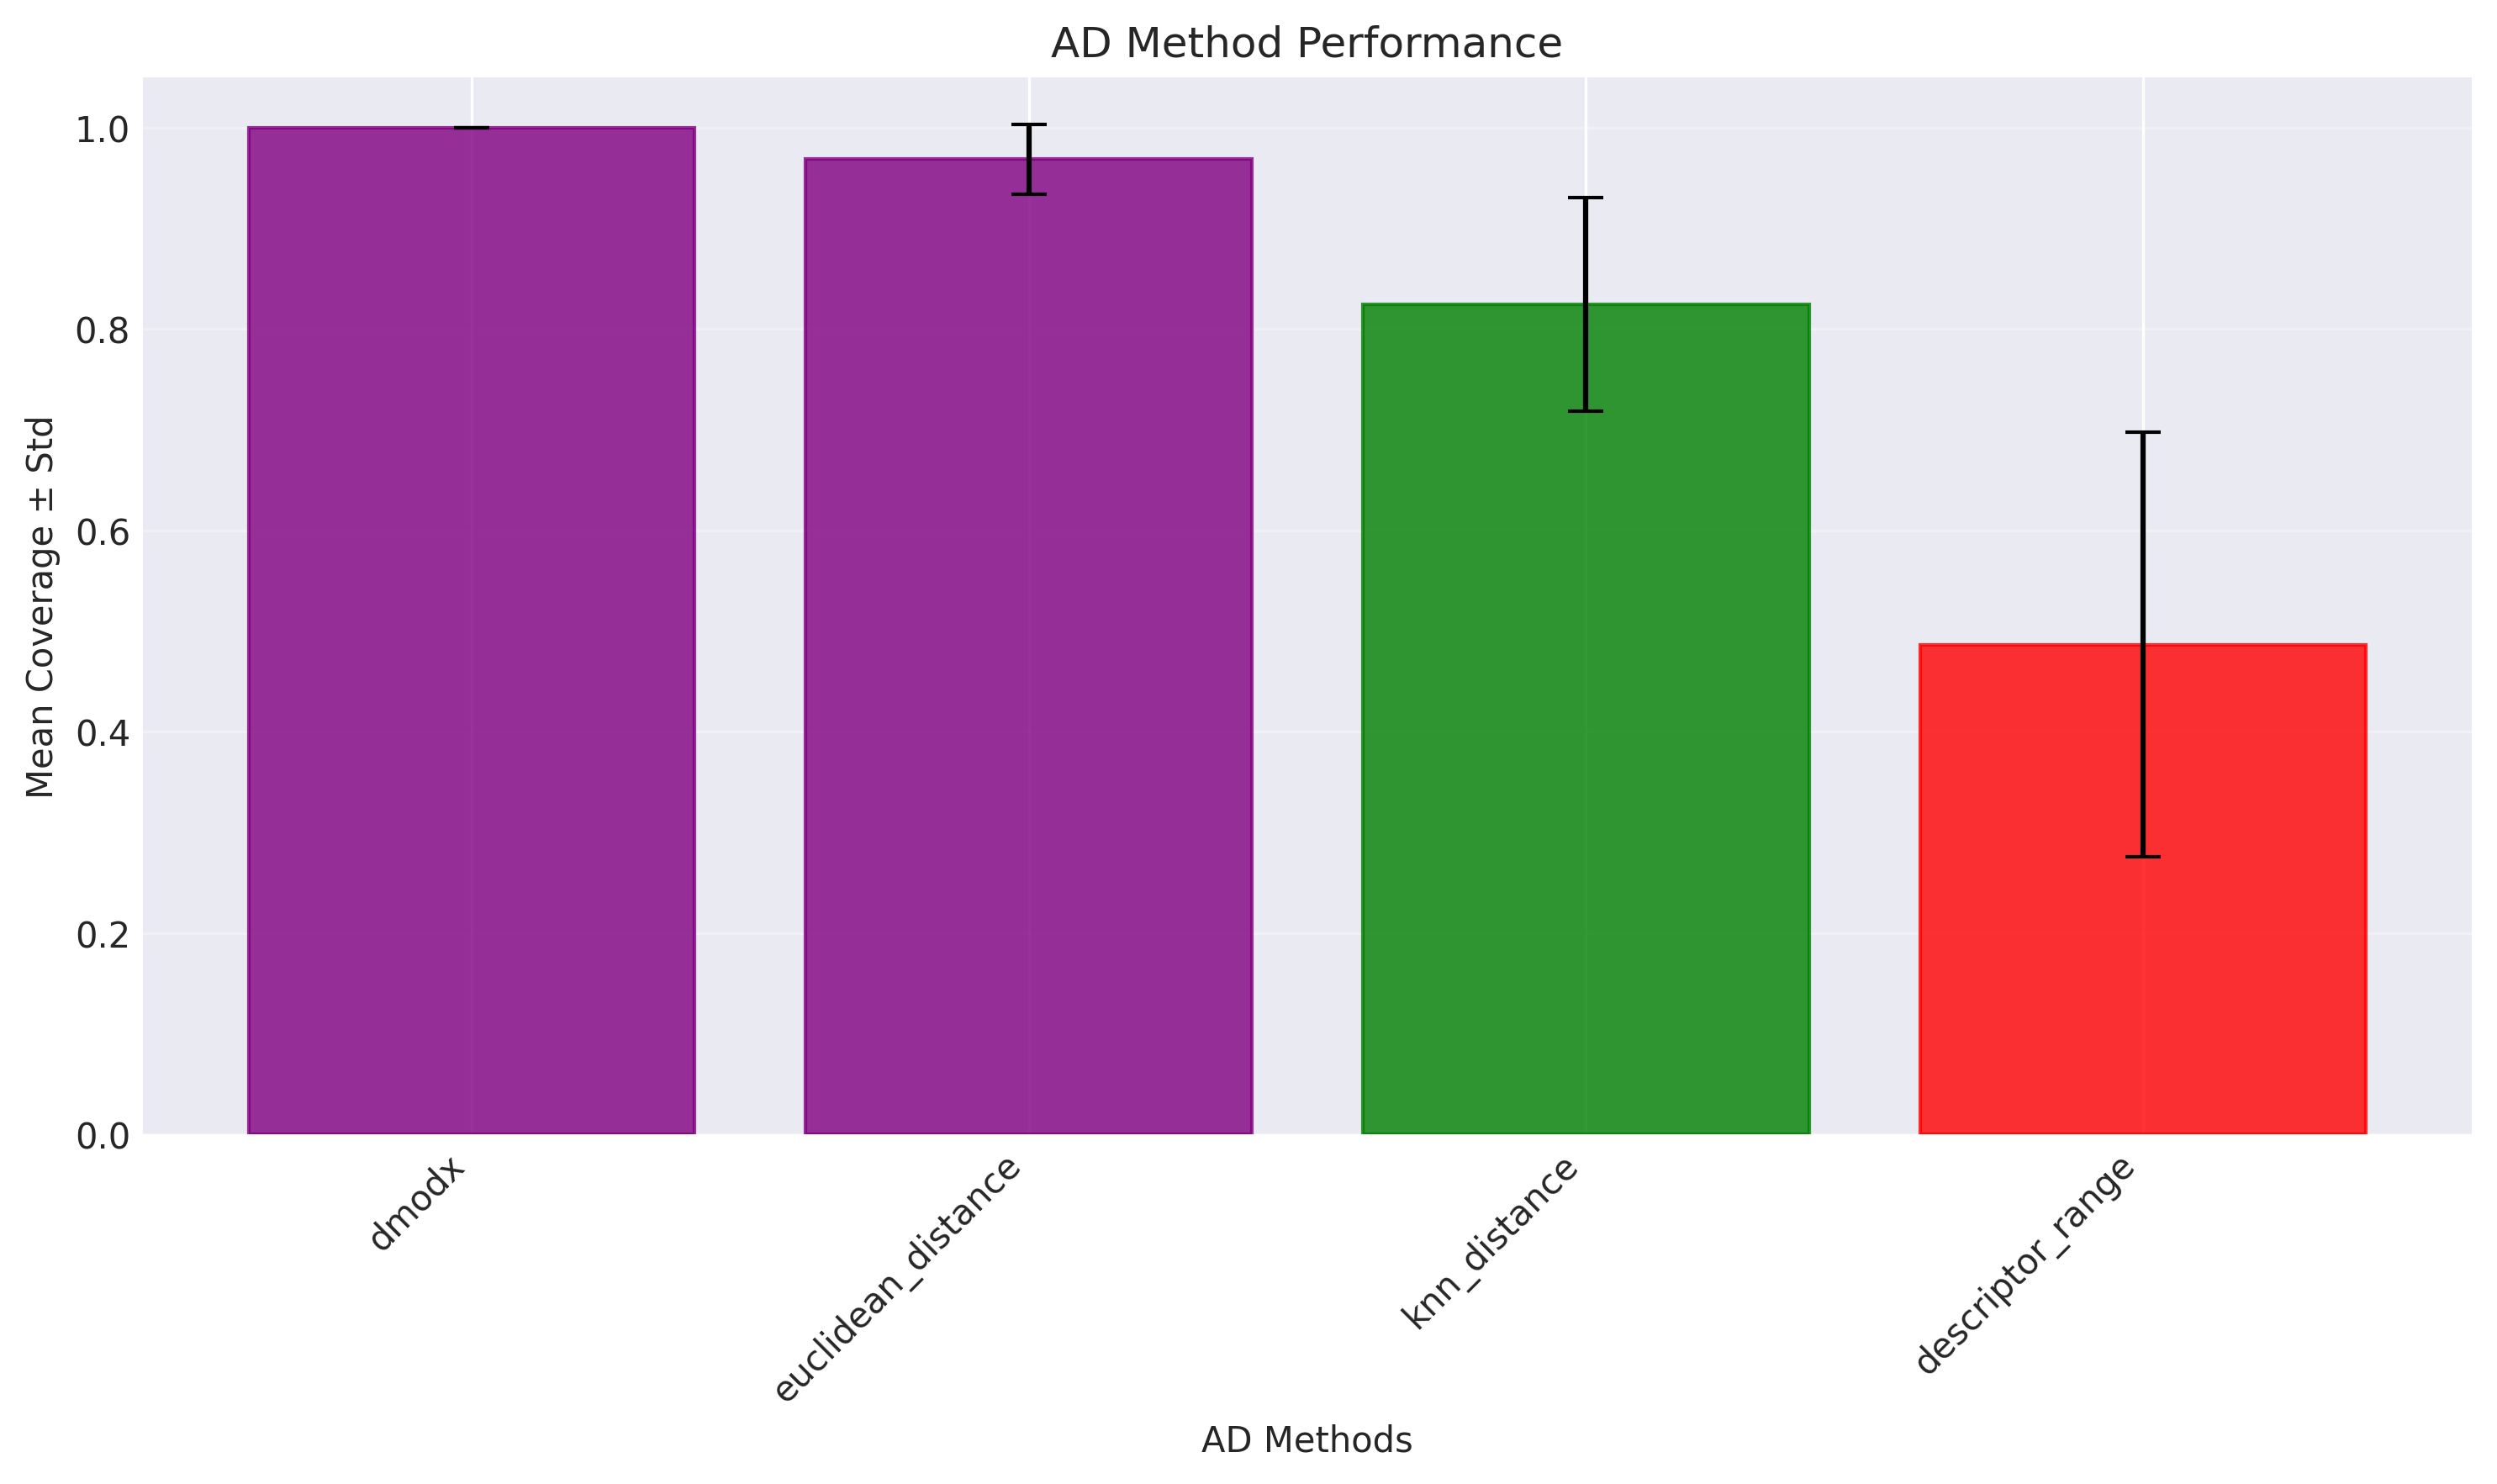 AD Method Performance
Mean Coverage ± Std
1.0
0.8
0.6
0.4
0.2
0.0
dmodx
euclidean_distance
knn_distance
descriptor_range
AD Methods